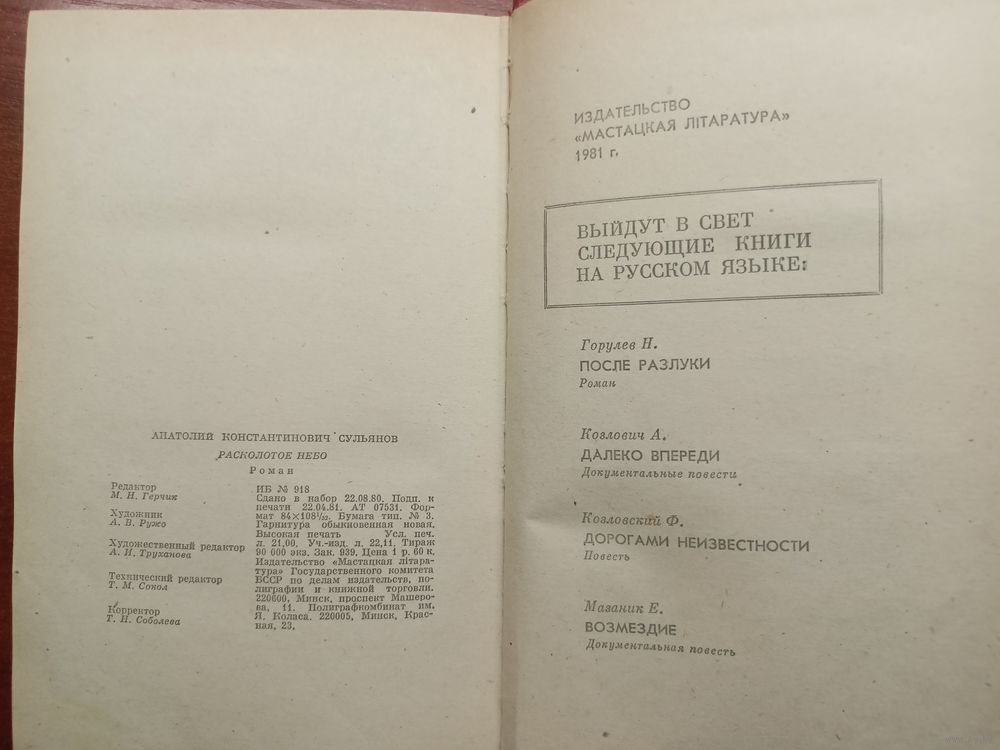 АНАТОЛИЙ КОНСТАНТИНОВИЧ СУЛЬЯНОВ
РАСКОЛОТОЕ НЕБО
Роман
Редактор
М. Н. Герчик
Художник
А. В. Ружо
Художественный редактор
А. И. Труханова
Технический редактор
Т. М. Сокол
Корректор
Т. Н. Соболева
ИБ № 918
Сдано в набор 22.08.80. Подп. к
печати 22.04.81. АТ 07531. Фор-
мат 84×108¹/₃₂. Бумага тип. № 3.
Гарнитура обыкновенная новая.
Высокая печать Усл. печ.
л. 21,00. Уч.-изд. л. 22,11. Тираж
90 000 экз. Зак. 939. Цена 1 р. 60 к.
Издательство «Мастацкая літара-
тура» Государственного комитета
БССР по делам издательств, по-
лиграфии и книжной торговли.
220600, Минск, проспект Машеро-
ва, 11. Полиграфкомбинат им.
Я. Коласа. 220005, Минск, Крас-
ная, 23.
ИЗДАТЕЛЬСТВО
«МАСТАЦКАЯ ЛІТАРАТУРА»
1981 г.
ВЫЙДУТ В СВЕТ
СЛЕДУЮЩИЕ КНИГИ
НА РУССКОМ ЯЗЫКЕ:
Горулев Н.
ПОСЛЕ РАЗЛУКИ
Роман
Козлович А.
ДАЛЕКО ВПЕРЕДИ
Документальные повести
Козловский Ф.
ДОРОГАМИ НЕИЗВЕСТНОСТИ
Повесть
Мазаник Е.
ВОЗМЕЗДИЕ
Документальная повесть